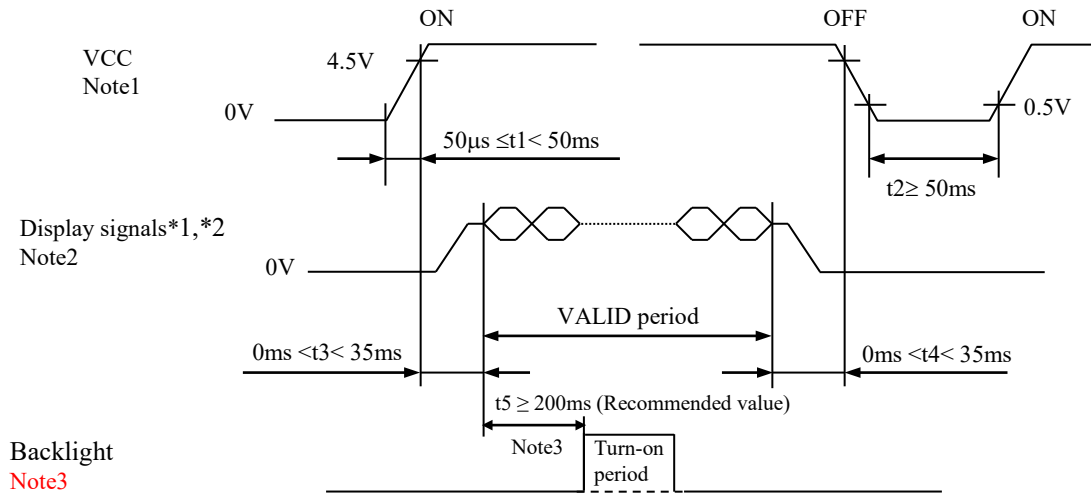 ON OFF ON
VCC
Note1
4.5V
0V
0.5V
50μs ≤t1< 50ms
t2≥ 50ms
Display signals*1,*2
Note2
0V
VALID period
0ms <t3< 35ms
0ms <t4< 35ms
t5 ≥ 200ms (Recommended value)
Note3
Backlight
Note3
Turn-on
period